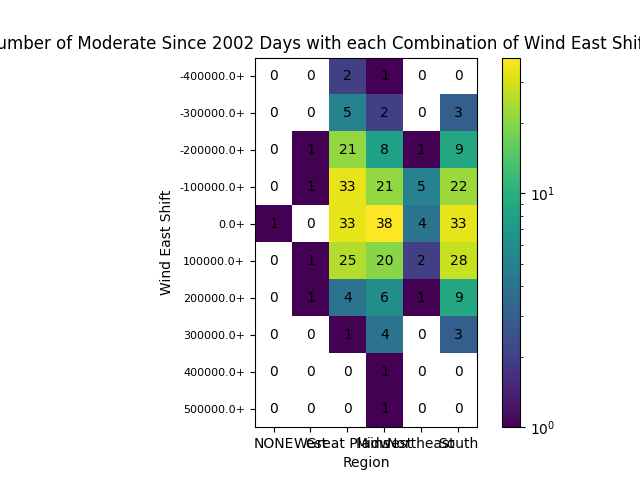 umber of Moderate Since 2002 Days with each Combination of Wind East Shif
-400000.0+ 0 0 2 1 0 0
-300000.0+ 0 0 5 2 0 3
-200000.0+ 0 1 21 8 1 9
-100000.0+ 0 1 33 21 5 22
0.0+ 1 0 33 38 4 33
100000.0+ 0 1 25 20 2 28
200000.0+ 0 1 4 6 1 9
300000.0+ 0 0 1 4 0 3
400000.0+ 0 0 0 1 0 0
500000.0+ 0 0 0 1 0 0
NONE West Great Plains Midwest Northeast South
Region
Wind East Shift
10¹
10⁰